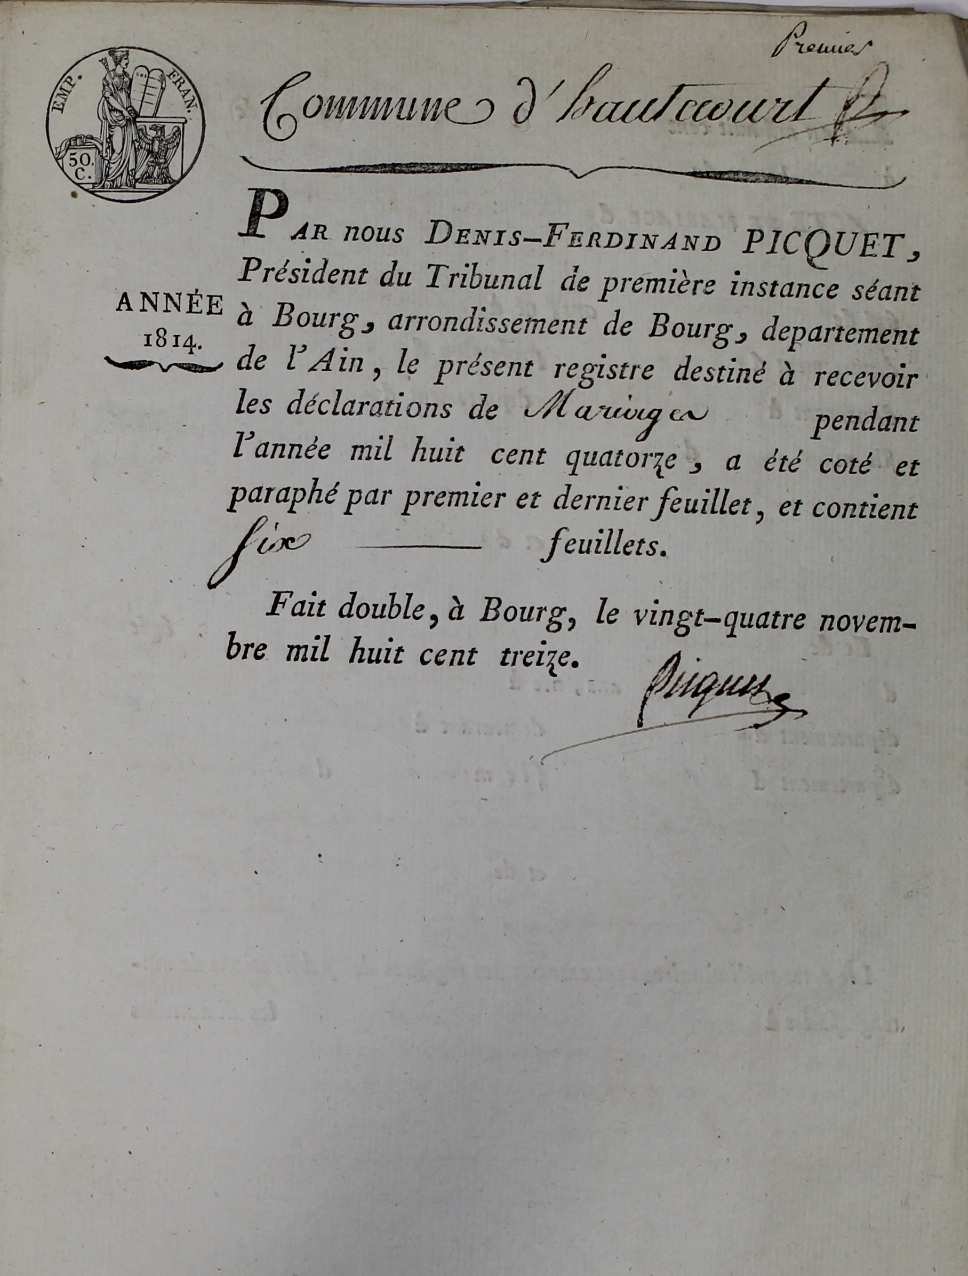 Premier
EMP. FRAN.
50.
C.
Commune d'hautecourt
PAR nous DENIS-FERDINAND PICQUET,
Président du Tribunal de première instance séant
ANNÉE
1814.
à Bourg, arrondissement de Bourg, departement
de l'Ain, le présent registre destiné à recevoir
les déclarations de Mariages pendant
l'année mil huit cent quatorze, a été coté et
paraphé par premier et dernier feuillet, et contient
six ——— feuillets.
Fait double, à Bourg, le vingt-quatre novem-
bre mil huit cent treize.
Picquet